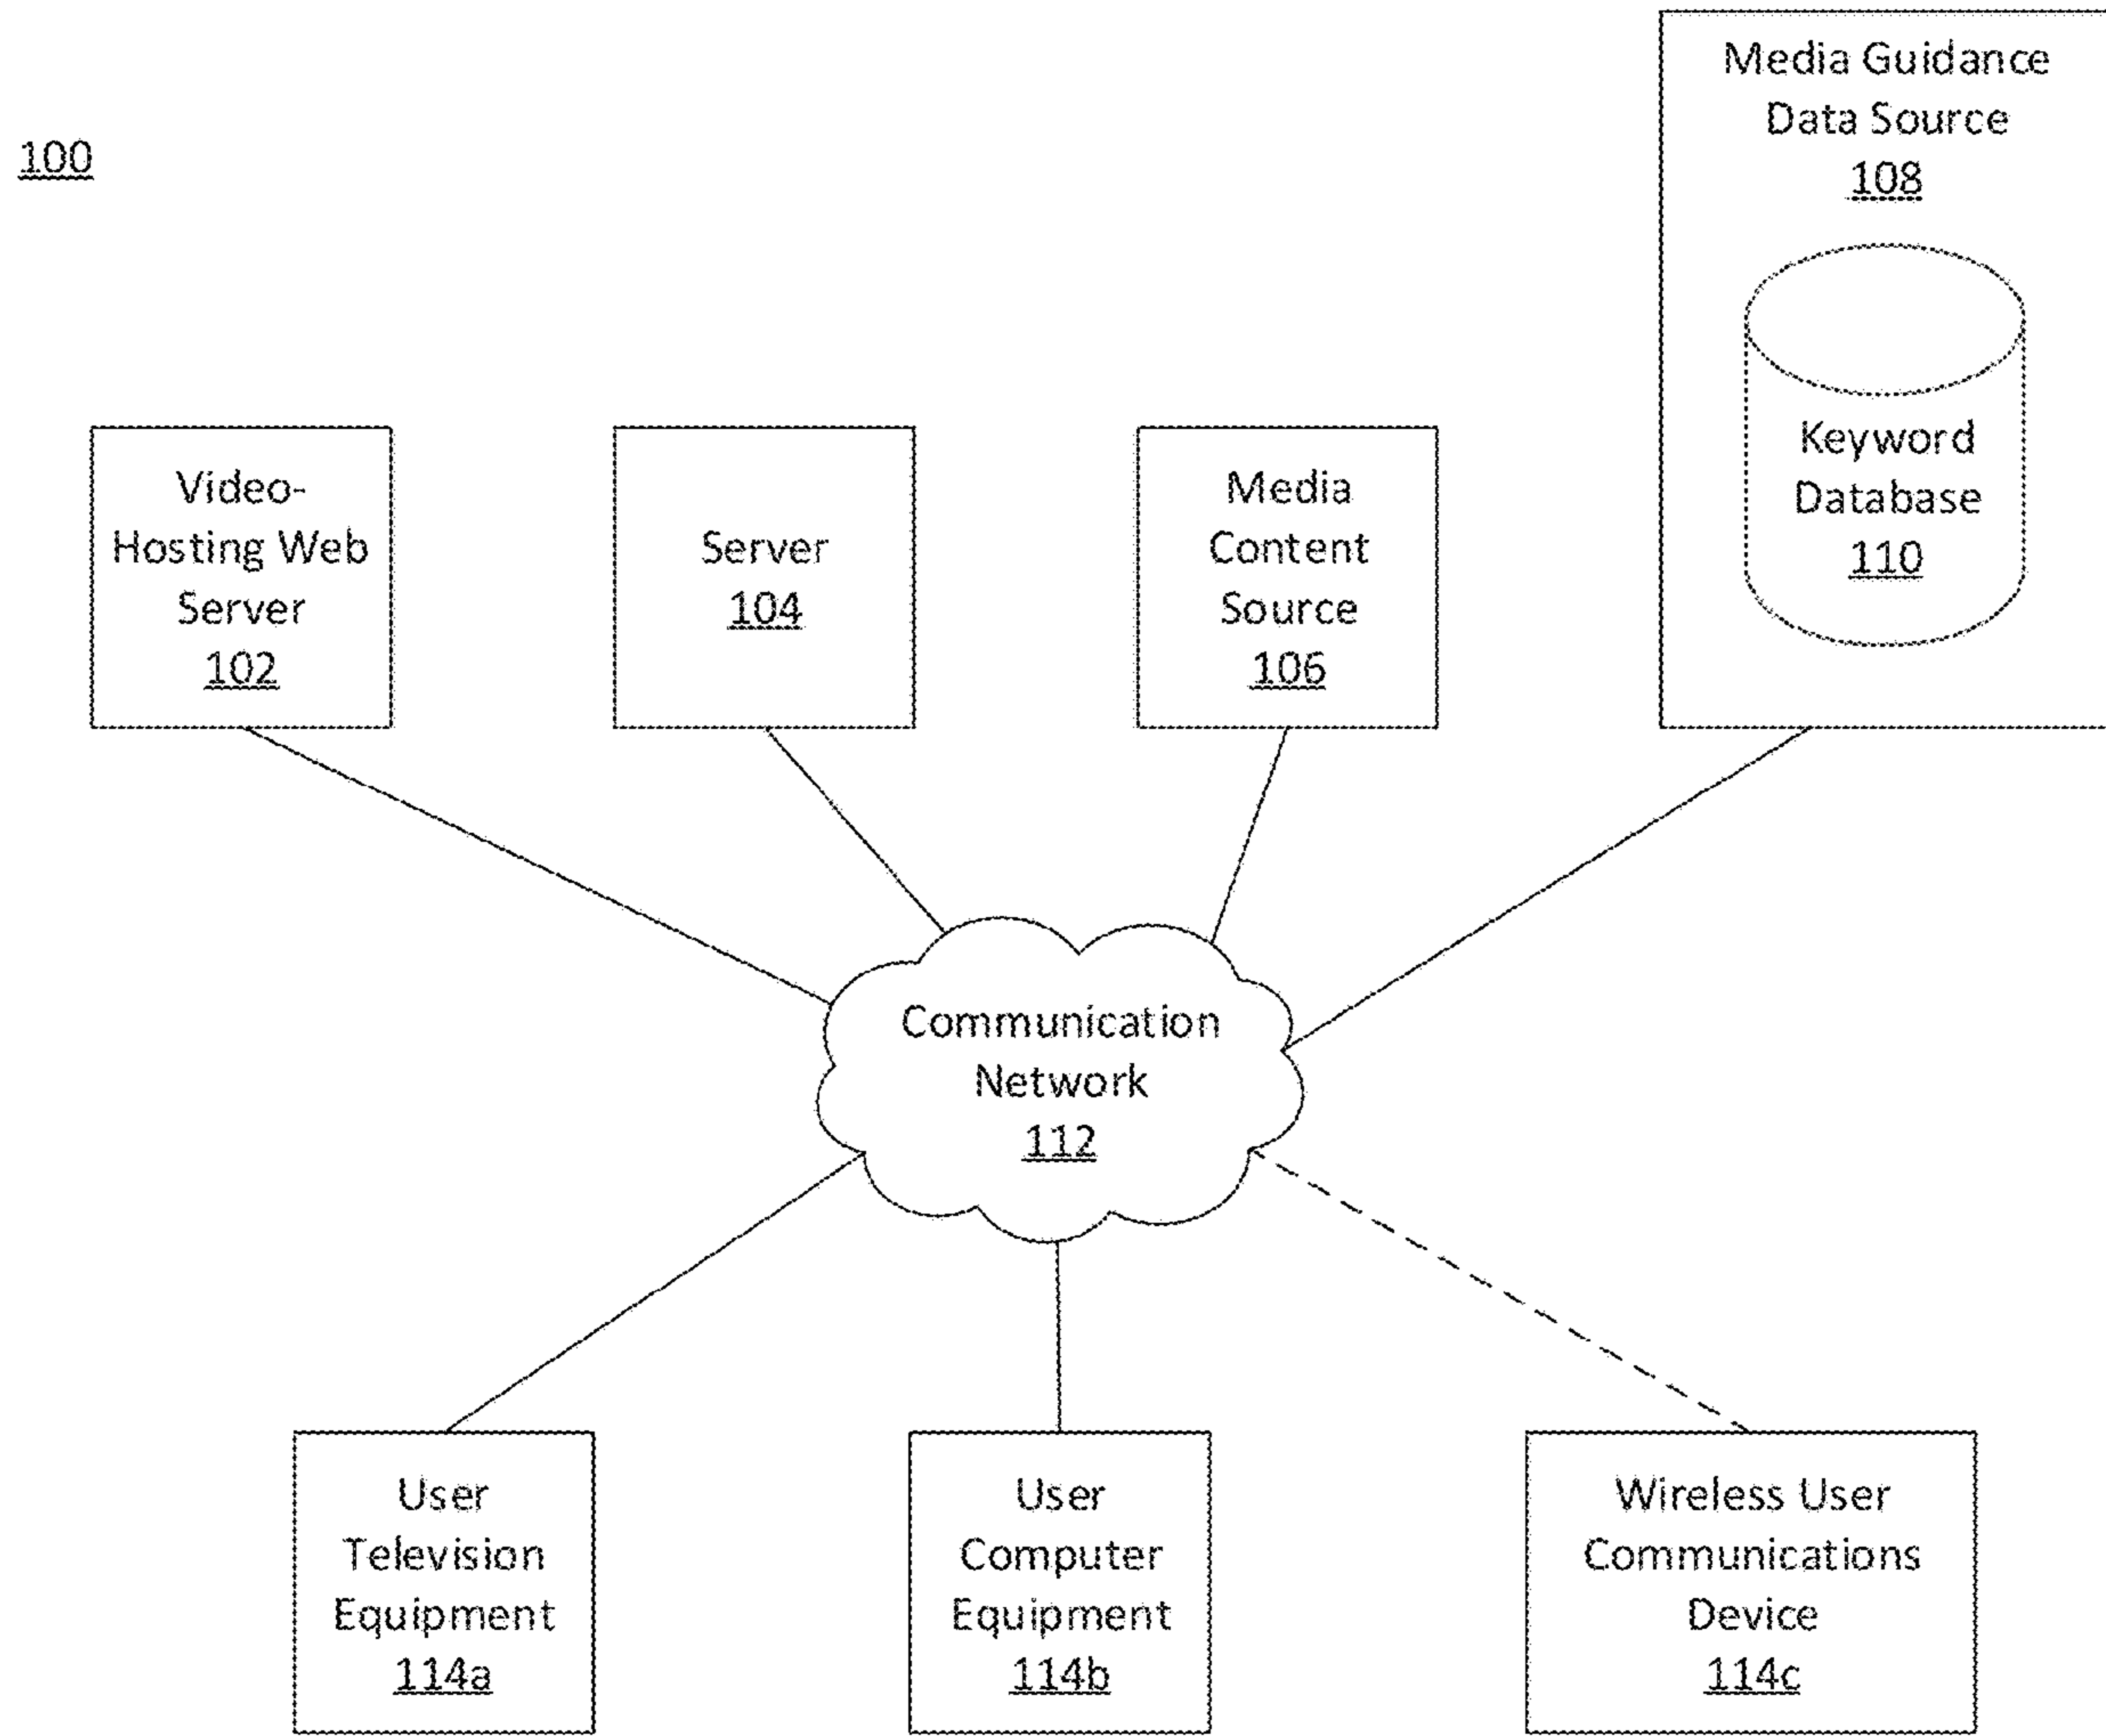 100
Media Guidance
Data Source
108
Keyword
Database
110
Video-
Hosting Web
Server
102
Server
104
Media
Content
Source
106
Communication
Network
112
User
Television
Equipment
114a
User
Computer
Equipment
114b
Wireless User
Communications
Device
114c